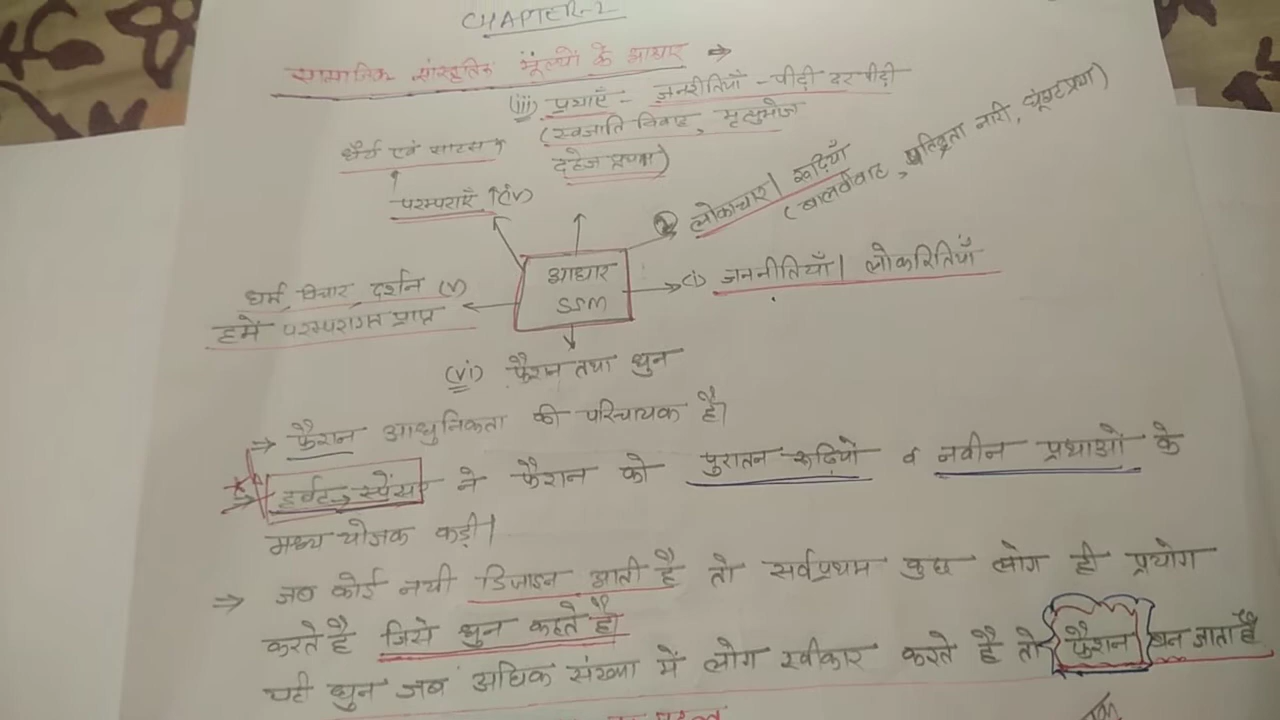 CHAPTER-2
सामाजिक सांस्कृतिक मूल्यों के आधार ⇒
(iii) प्रथाएँ - जनरीतियाँ - पीढ़ी दर पीढ़ी
(स्वजाति विवाह, मृत्युभोज
दहेज प्रथा)
धैर्य एवं साहस
परम्पराएँ (iv)
लोकाचार/ रूढ़ियाँ
(बालविवाह, पतिव्रता नारी, घूंघटप्रथा)
आधार
SSM
(i) जननीतियाँ/ लोकरितियाँ
धर्म, विचार, दर्शन (v)
हमें परम्परागत प्राप्त
(vi) फैशन तथा धुन
⇒ फैशन आधुनिकता की परिचायक है।
⇒ हर्बर्ट स्पेंसर ने फैशन को पुरातन रूढ़ियो व नवीन प्रथाओं के
मध्य योजक कड़ी।
⇒ जब कोई नयी डिजाइन आती है तो सर्वप्रथम कुछ लोग ही प्रयोग
करते है जिसे धुन कहते है।
यही धुन जब अधिक संख्या में लोग स्वीकार करते है तो फैशन बन जाता है